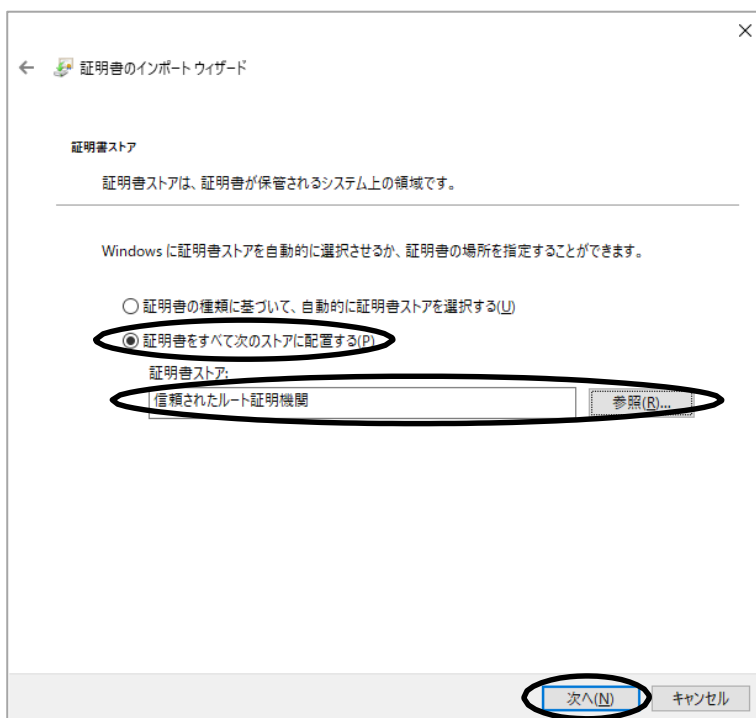 証明書のインポート ウィザード
証明書ストア
証明書ストアは、証明書が保管されるシステム上の領域です。
Windows に証明書ストアを自動的に選択させるか、証明書の場所を指定することができます。
証明書の種類に基づいて、自動的に証明書ストアを選択する(U)
証明書をすべて次のストアに配置する(P)
証明書ストア:
信頼されたルート証明機関
参照(R)...
次へ(N)
キャンセル